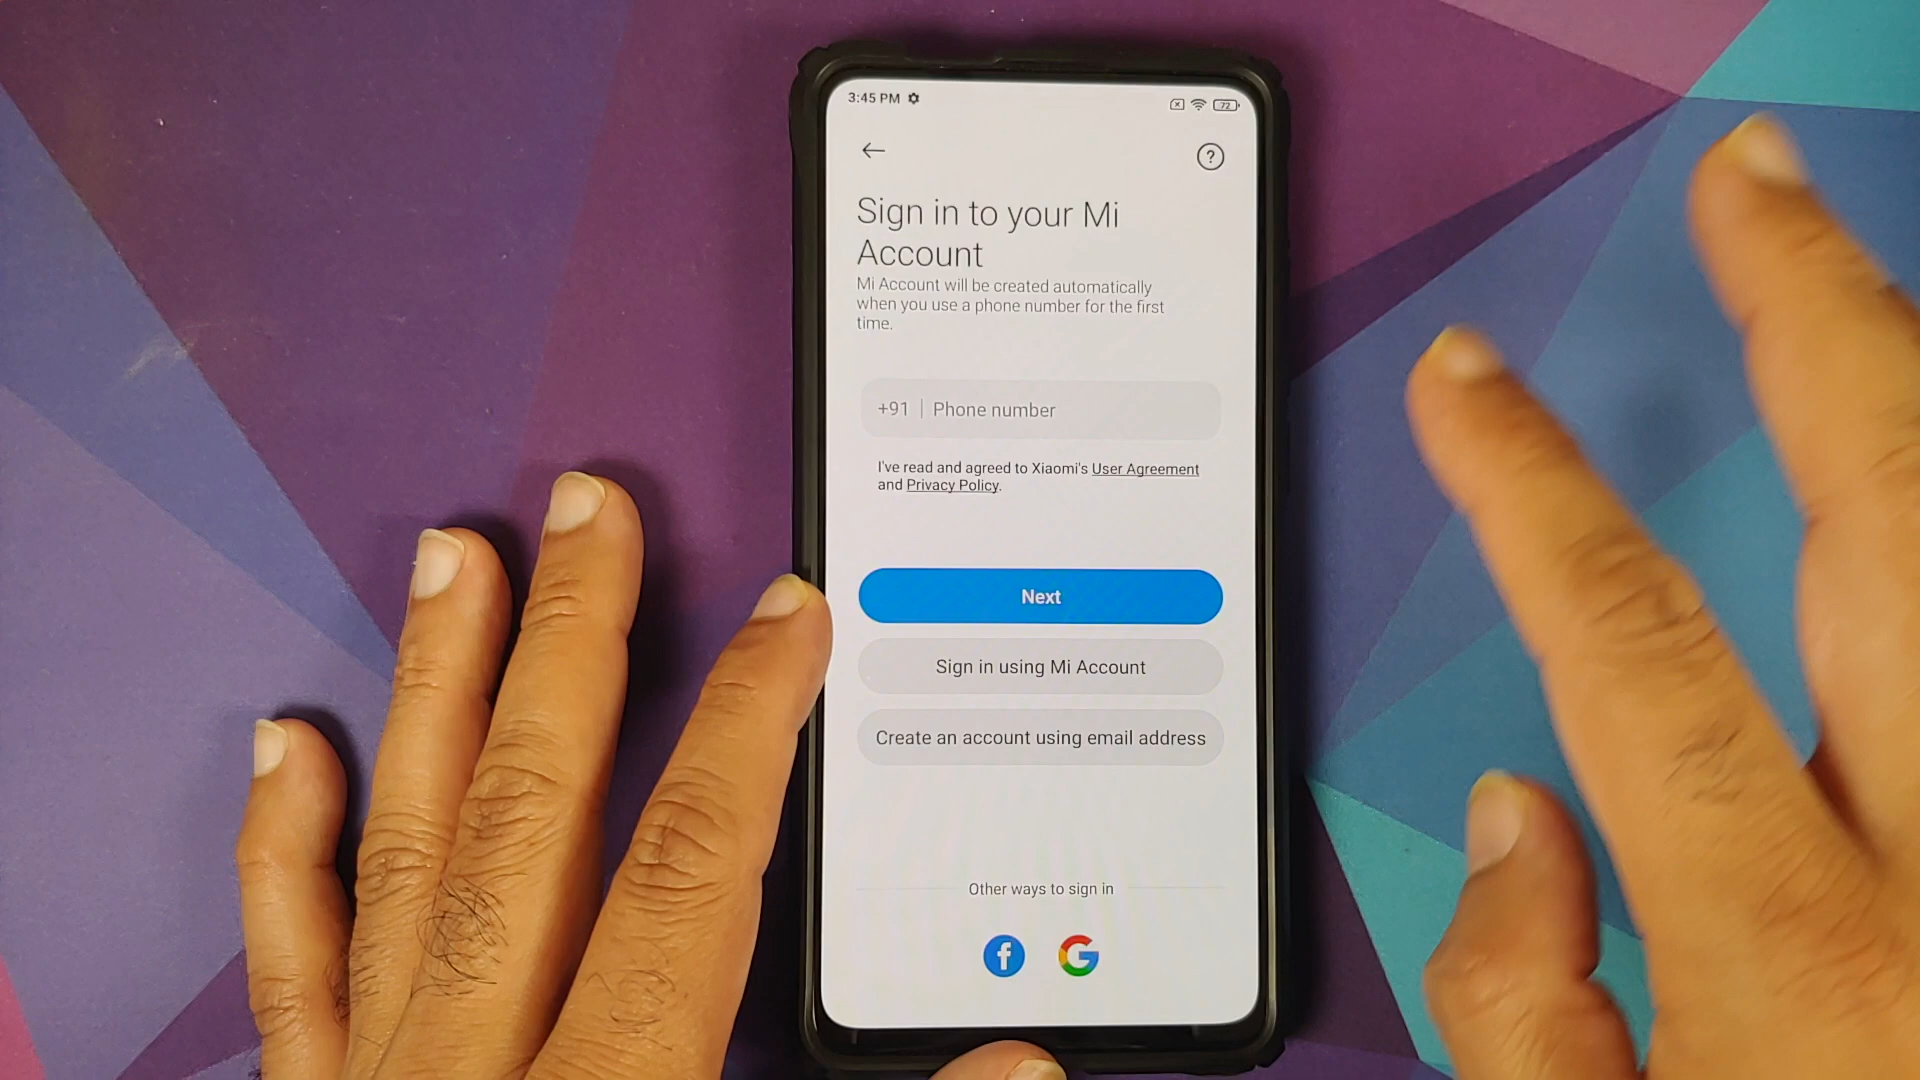 3:45 PM
72
?
Sign in to your Mi
Account
Mi Account will be created automatically
when you use a phone number for the first
time.
+91 | Phone number
I've read and agreed to Xiaomi's User Agreement
and Privacy Policy.
Next
Sign in using Mi Account
Create an account using email address
Other ways to sign in
f G